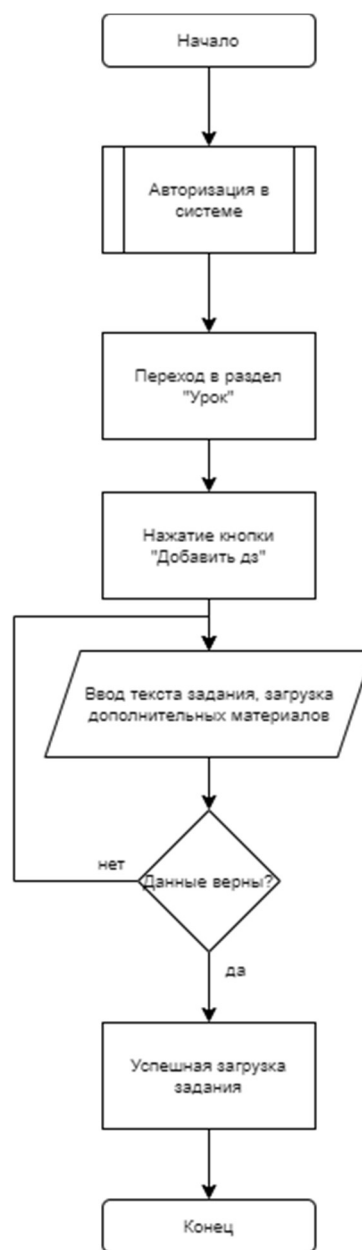 Начало
Авторизация в
системе
Переход в раздел
"Урок"
Нажатие кнопки
"Добавить дз"
Ввод текста задания, загрузка
дополнительных материалов
нет
Данные верны?
да
Успешная загрузка
задания
Конец